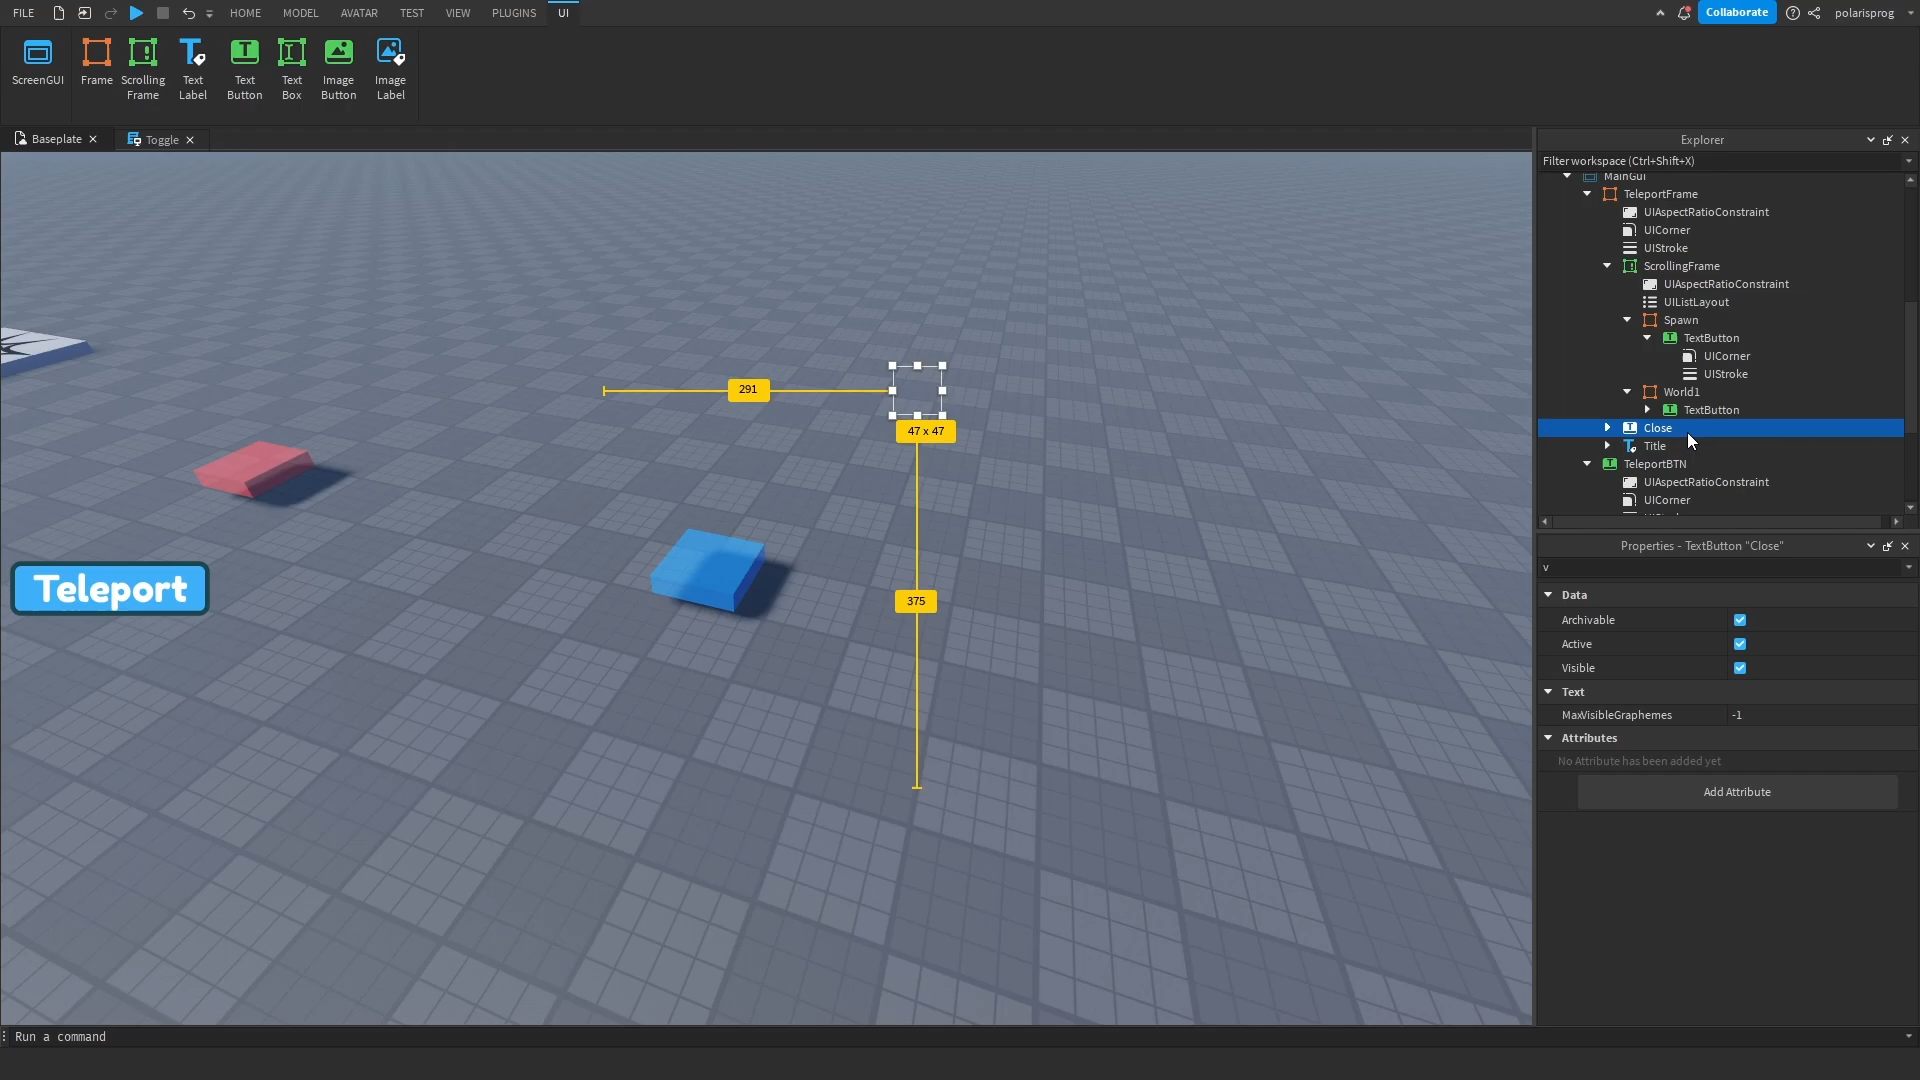 FILE HOME MODEL AVATAR TEST VIEW PLUGINS UI Collaborate polarisprog
ScreenGUI
Frame
Scrolling
Frame
Text
Label
Text
Button
Text
Box
Image
Button
Image
Label
Baseplate
Toggle
291
47 x 47
375
Teleport
Explorer
Filter workspace (Ctrl+Shift+X)
MainGui
TeleportFrame
UIAspectRatioConstraint
UICorner
UIStroke
ScrollingFrame
UIAspectRatioConstraint
UIListLayout
Spawn
TextButton
UICorner
UIStroke
World1
TextButton
Close
Title
TeleportBTN
UIAspectRatioConstraint
UICorner
Properties - TextButton "Close"
v
Data
Archivable
Active
Visible
Text
MaxVisibleGraphemes -1
Attributes
No Attribute has been added yet
Add Attribute
Run a command